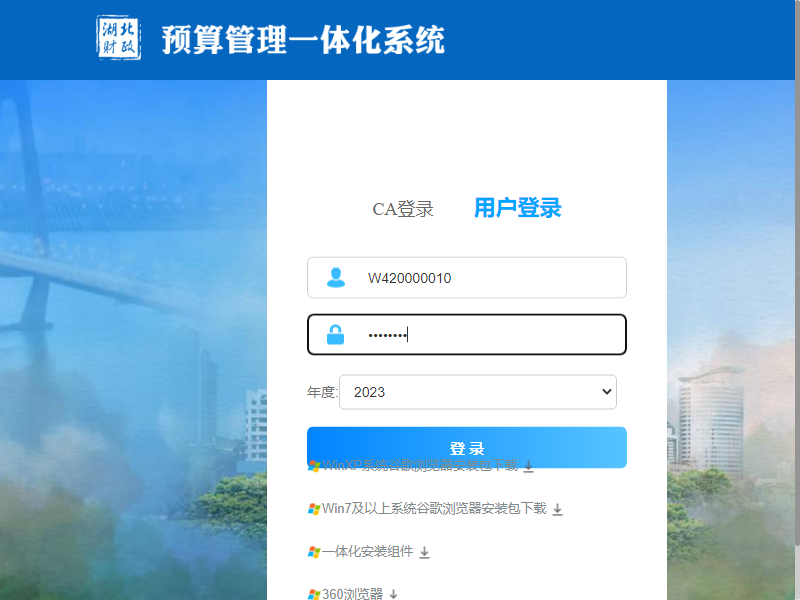 湖北
财政
预算管理一体化系统
CA登录 用户登录
W420000010
••••••••
年度: 2023
登 录
WinXP系统谷歌浏览器安装包下载
Win7及以上系统谷歌浏览器安装包下载
一体化安装组件
360浏览器